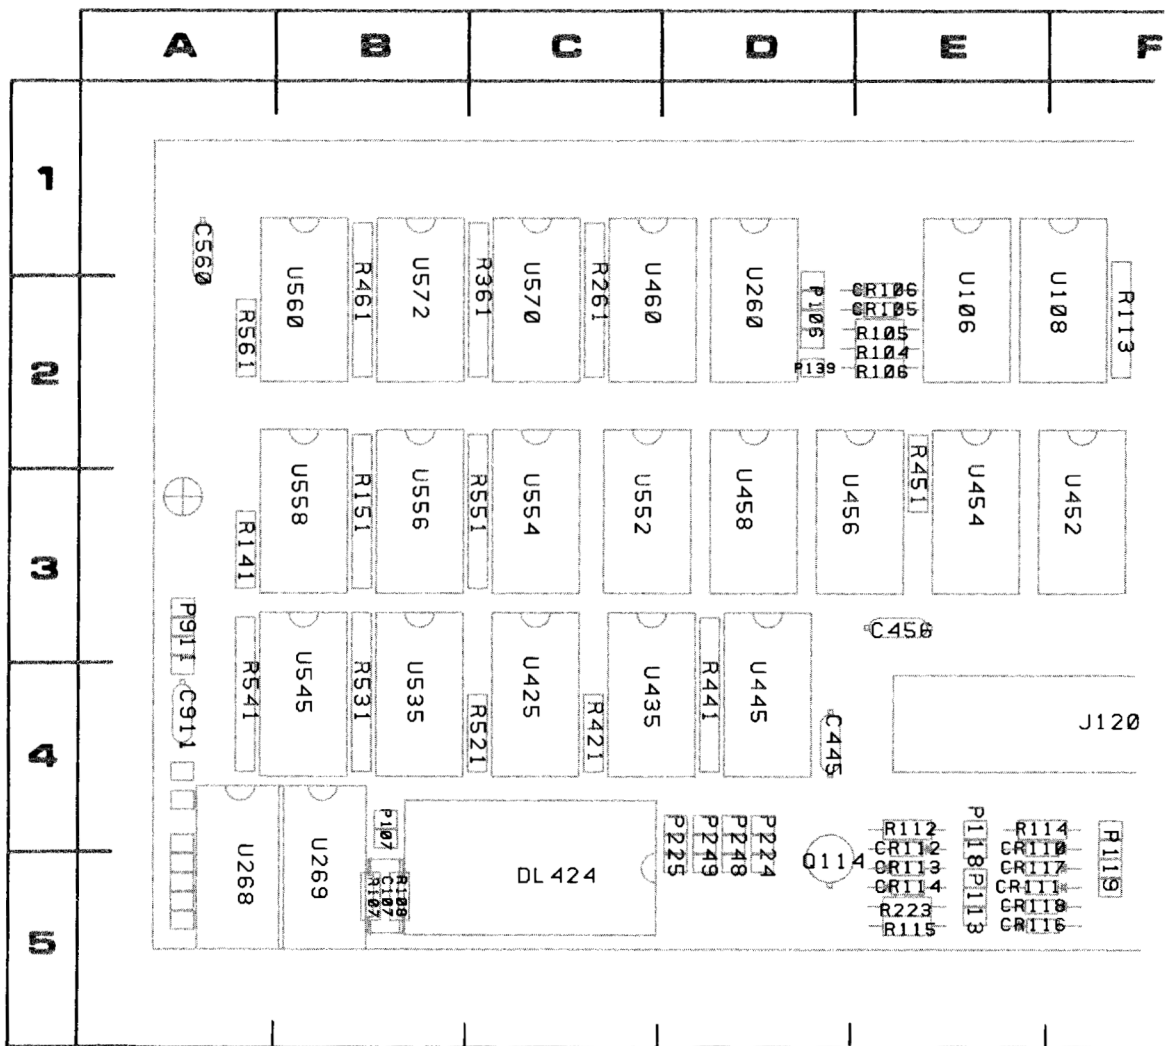 A B C D E F
1
C560 U560 R461 U572 R361 U570 R261 U460 U260 P106 CR106 U106 U108 R113
CR105
R561 R105
R104
2 P139 R106
U558 R151 U556 R551 U554 U552 U458 U456 R451 U454 U452
R141
3
P911 C456
R541 U545 R531 U535 R521 U425 R421 U435 R441 U445
C911 C445 J120
4
P107 P225 P249 P248 P224 R112 P118 R114 P119
U268 U269 DL424 Q114 CR112 CR110
CR113 CR117
R107 C107 R108 CR114 P113 CR111
R223 CR118
R115 CR116
5